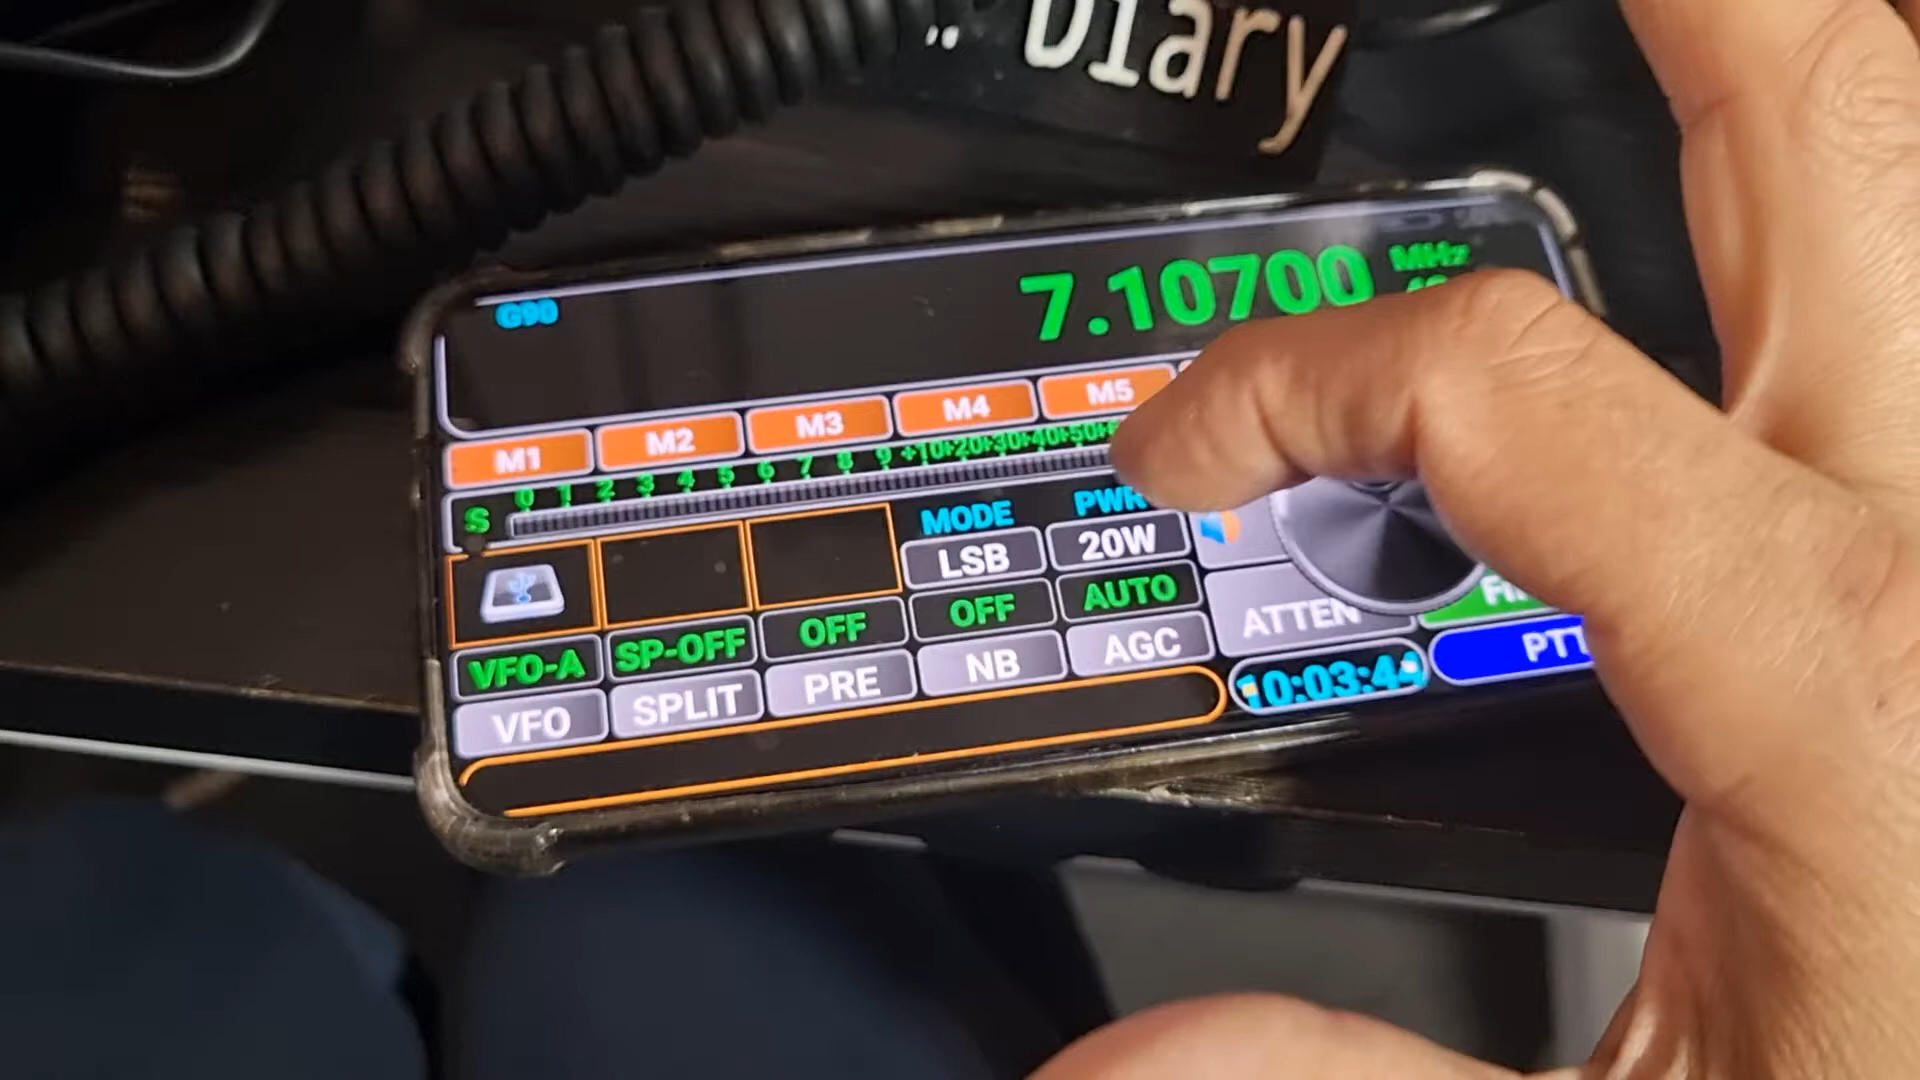 Diary
G90
7.10700 MHz
M1 M2 M3 M4 M5
S 0 1 2 3 4 5 6 7 8 9 +10 +20 +30 +40 +50
MODE PWR
LSB 20W
VFO-A SP-OFF OFF OFF AUTO
VFO SPLIT PRE NB AGC ATTEN
10:03:44 PTT